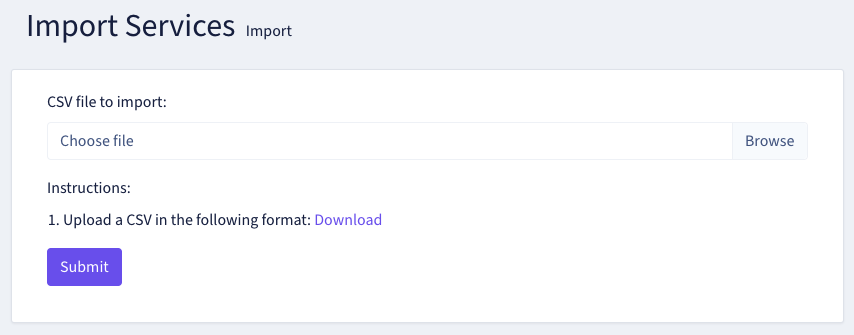 Import Services Import
CSV file to import:
Choose file Browse
Instructions:
1. Upload a CSV in the following format: Download
Submit